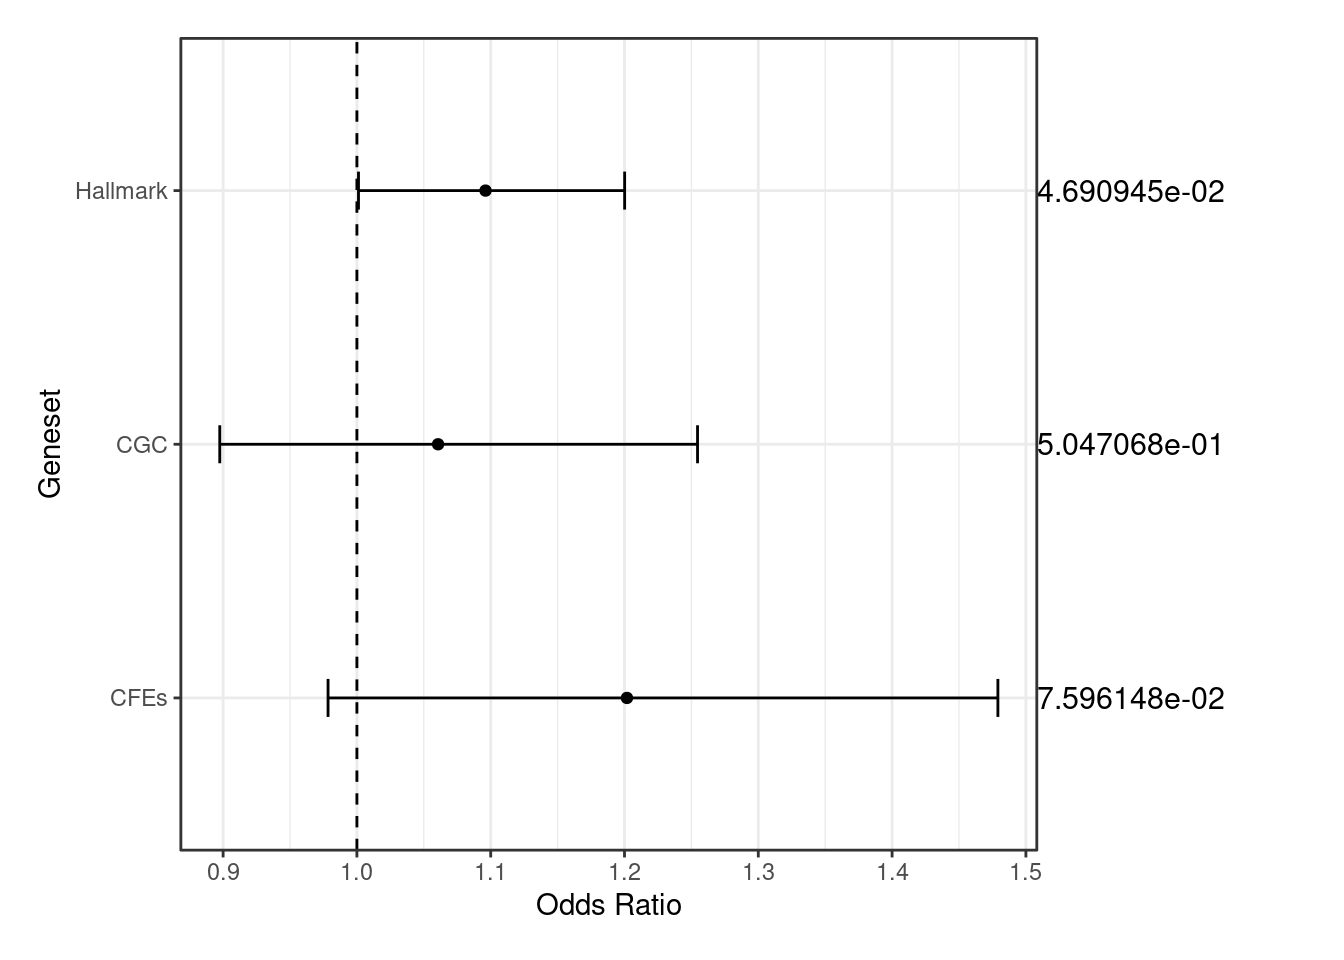 Geneset
Hallmark
4.690945e-02
CGC
5.047068e-01
CFEs
7.596148e-02
0.9 1.0 1.1 1.2 1.3 1.4 1.5
Odds Ratio